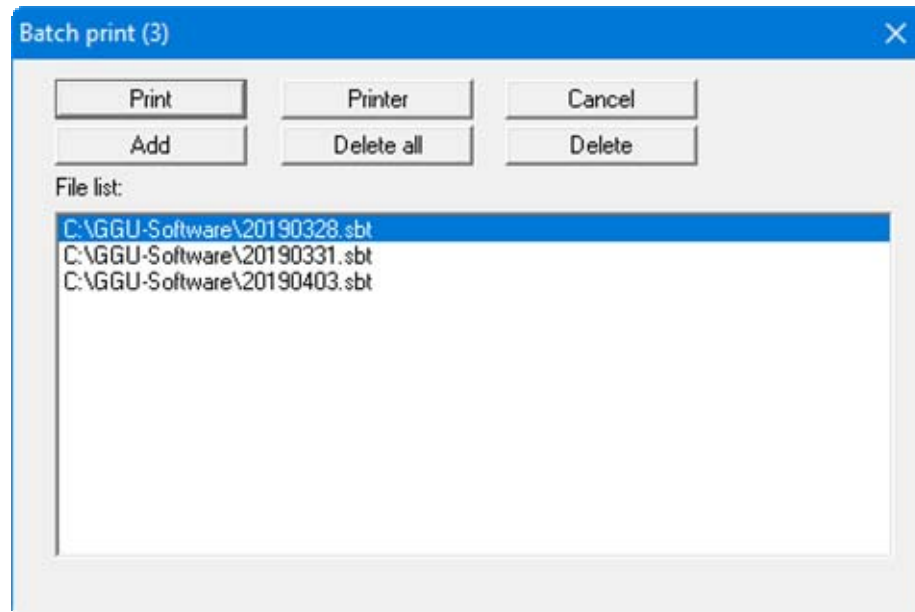 Batch print (3)
Print Printer Cancel
Add Delete all Delete
File list:
C:\GGU-Software\20190328.sbt
C:\GGU-Software\20190331.sbt
C:\GGU-Software\20190403.sbt